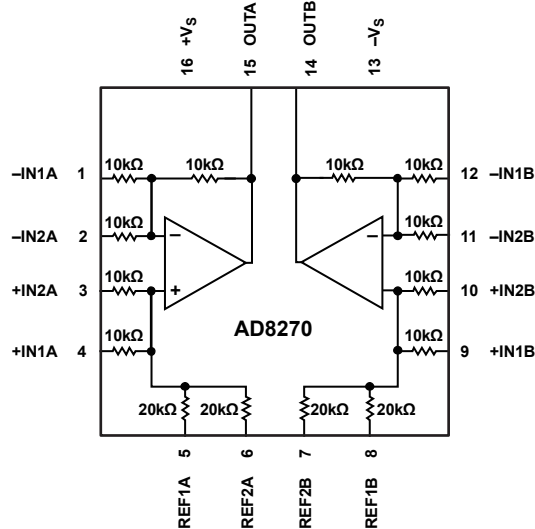 +VS OUTA OUTB –VS
16 15 14 13
10kΩ 10kΩ 10kΩ 10kΩ
–IN1A 1 12 –IN1B
10kΩ 10kΩ
–IN2A 2 – – 11 –IN2B
10kΩ 10kΩ
+IN2A 3 + 10 +IN2B
AD8270
10kΩ 10kΩ
+IN1A 4 9 +IN1B
20kΩ 20kΩ 20kΩ 20kΩ
5 6 7 8
REF1A REF2A REF2B REF1B